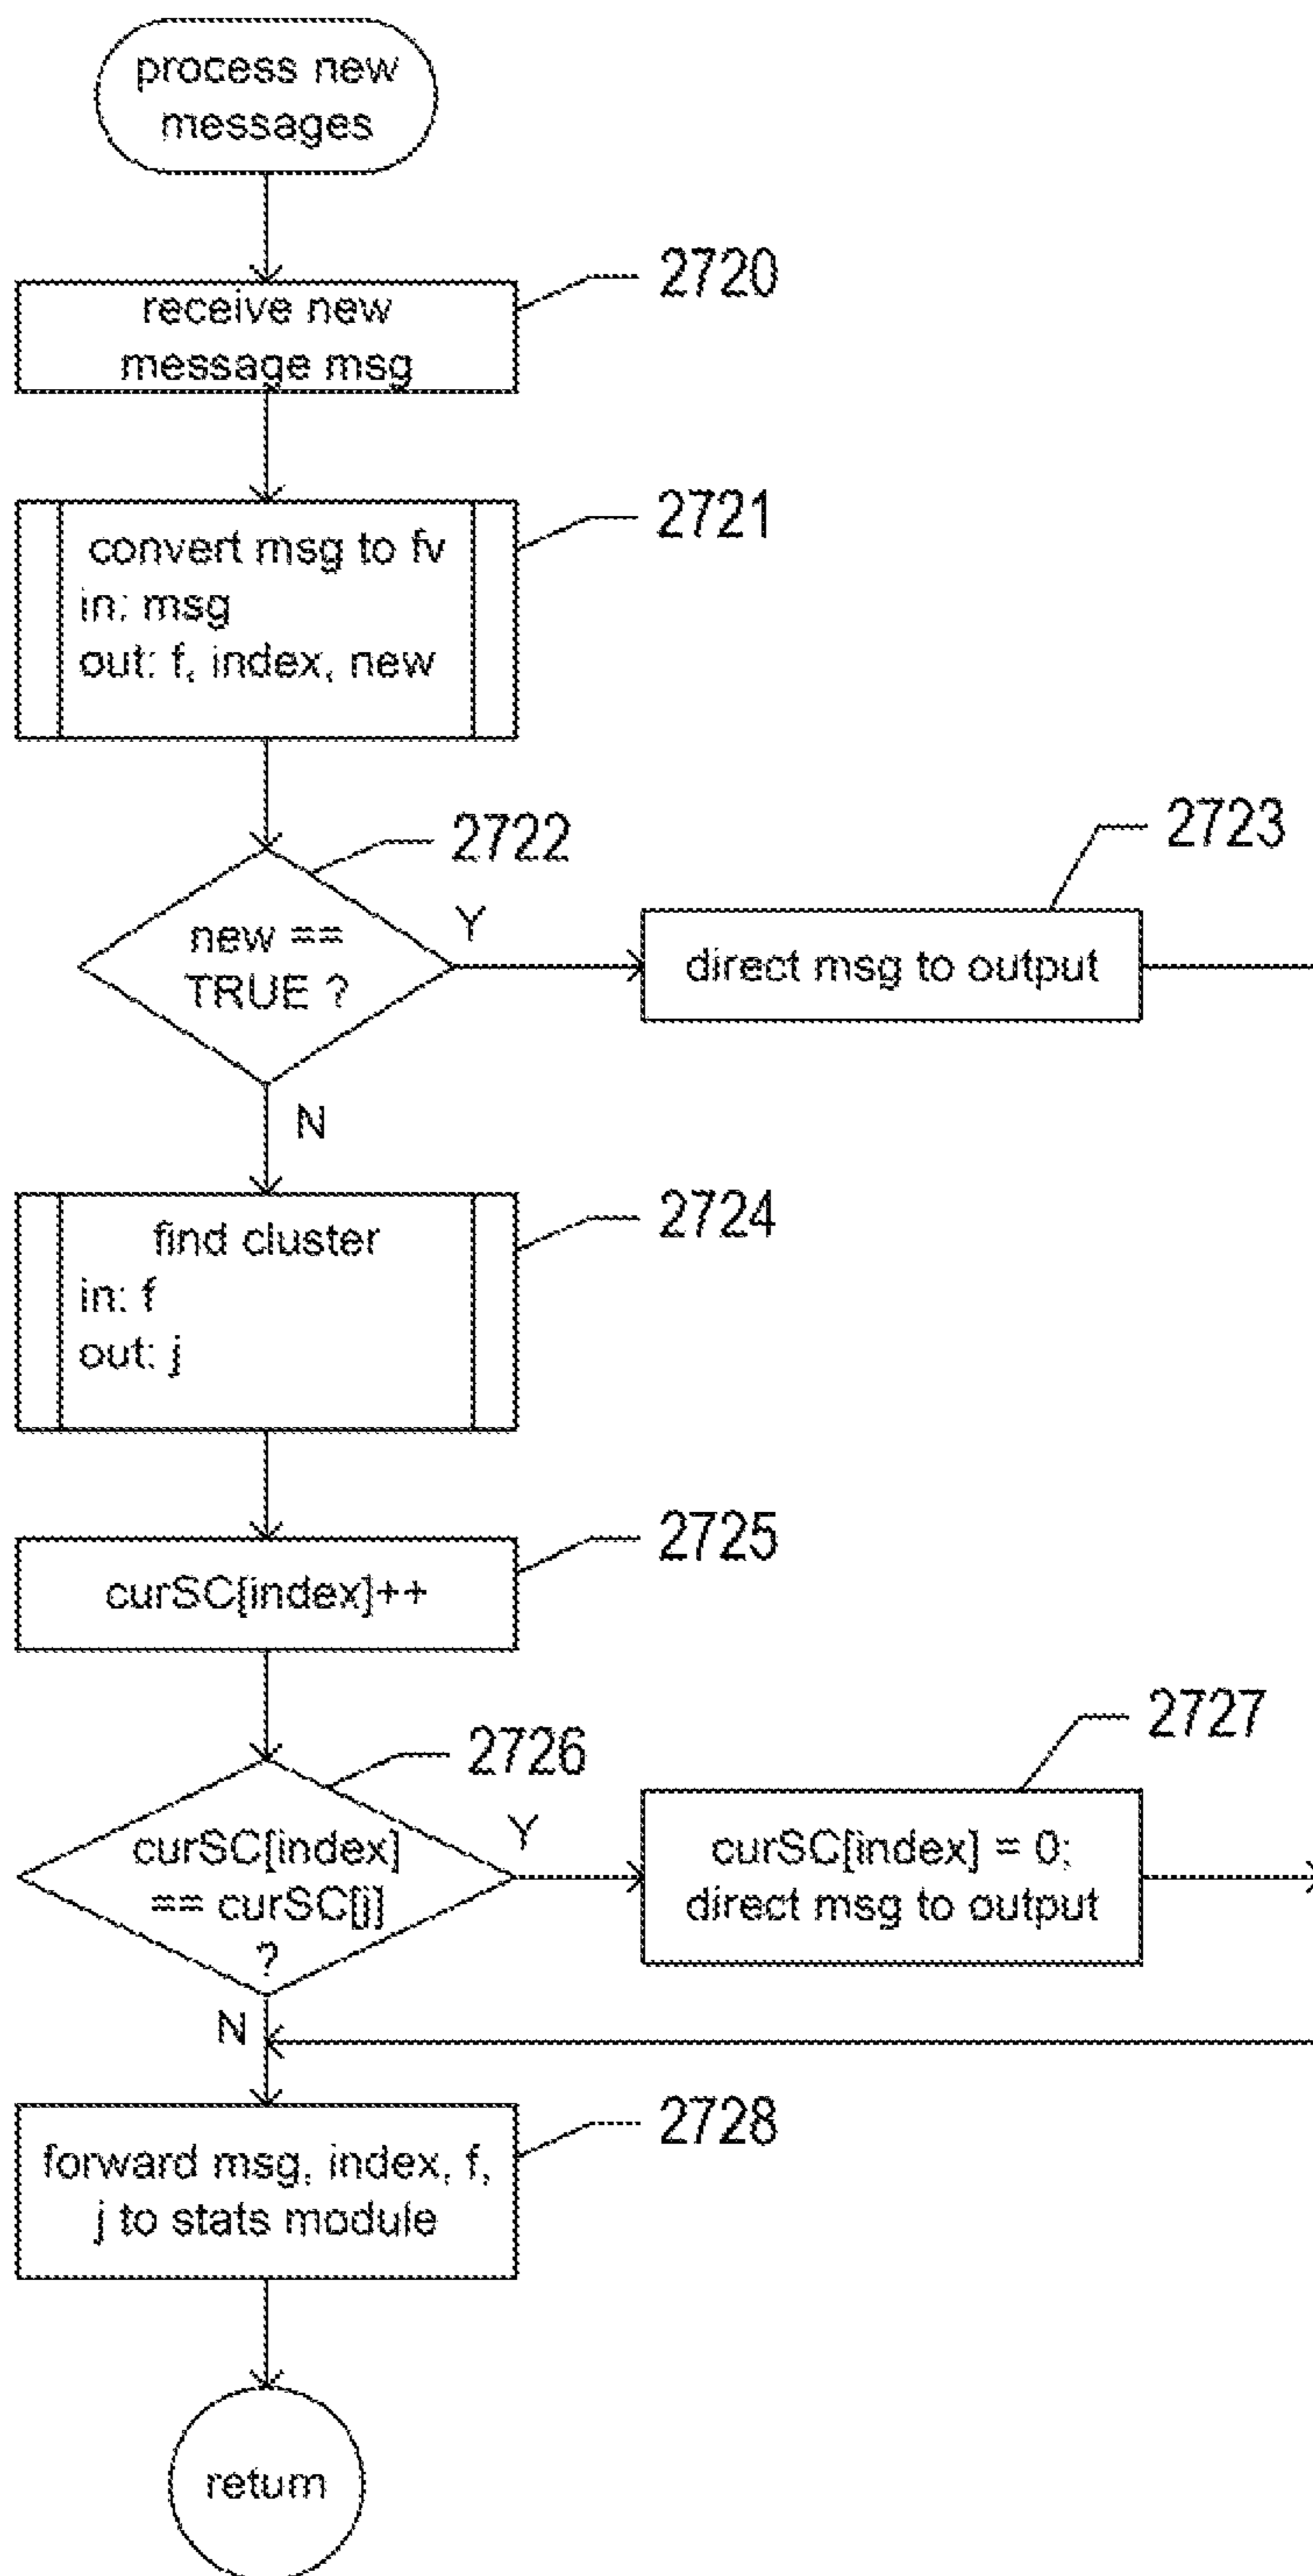 process new
messages
2720
receive new
message msg
2721
convert msg to fv
in: msg
out: f, index, new
2722
new ==
TRUE ?
Y
2723
direct msg to output
N
2724
find cluster
in: f
out: j
2725
curSC[index]++
2726
curSC[index]
== curSC[j]
?
Y
2727
curSC[index] = 0;
direct msg to output
N
2728
forward msg, index, f,
j to stats module
return